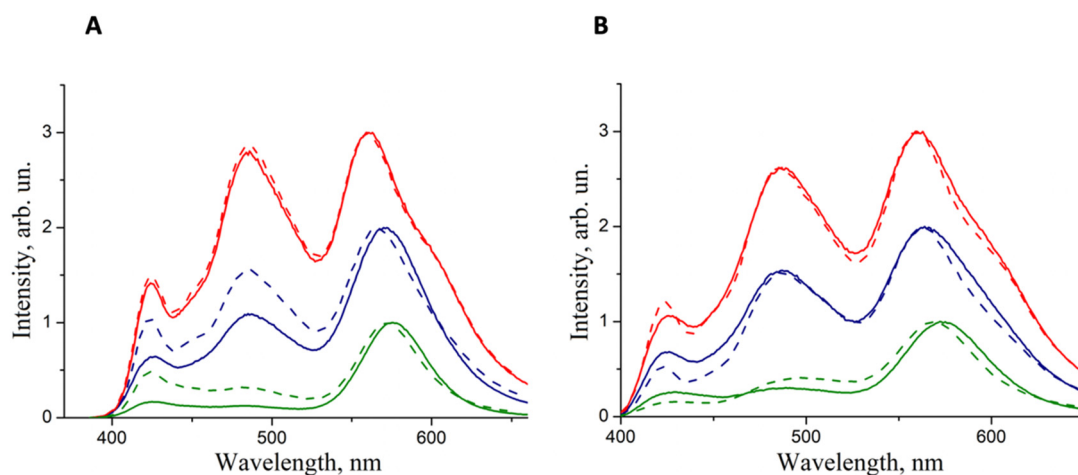 A
B
Intensity, arb. un.
3
2
1
0
400
500
600
Wavelength, nm
Intensity, arb. un.
3
2
1
0
400
500
600
Wavelength, nm